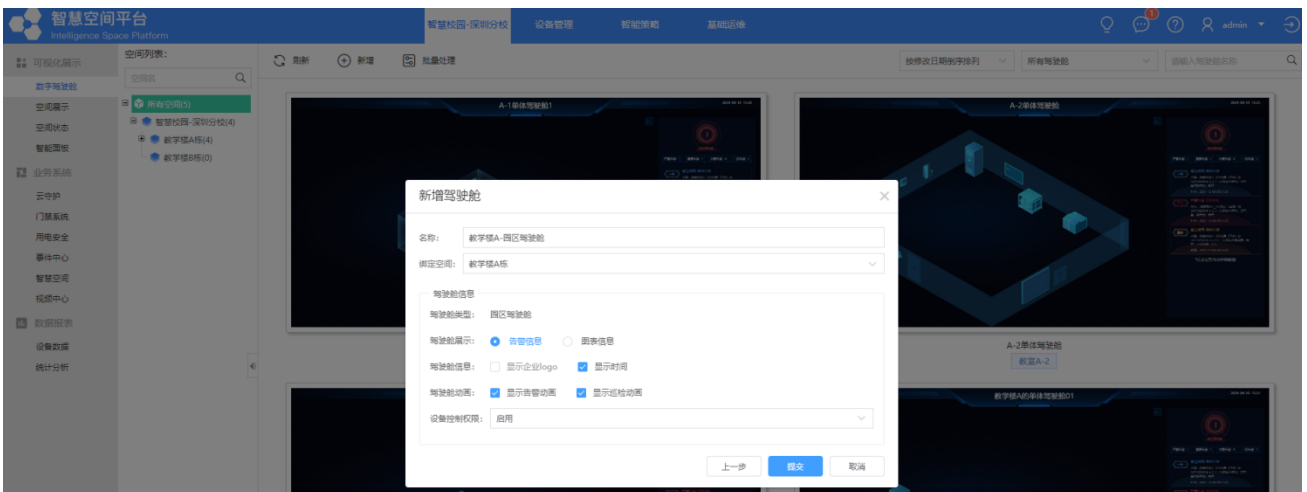 智慧空间平台
Intelligence Space Platform
智慧校园-深圳分校
设备管理
智能策略
基础运维
1
admin
可视化展示
数字驾驶舱
空间展示
空间状态
智能面板
业务系统
云守护
门禁系统
用电安全
事件中心
智慧空间
视频中心
数据报表
设备数据
统计分析
空间列表：
空间名
所有空间(5)
智慧校园-深圳分校(4)
教学楼A栋(4)
教学楼B栋(0)
刷新
新增
批量处理
按修改日期倒序排列
所有驾驶舱
请输入驾驶舱名称
A-1单体驾驶舱1
A-2单体驾驶舱
A-2单体驾驶舱
教室A-2
教学楼A的单体驾驶舱01
新增驾驶舱
名称：
教学楼A-园区驾驶舱
绑定空间：
教学楼A栋
驾驶舱信息
驾驶舱类型：
园区驾驶舱
驾驶舱展示：
告警信息
图表信息
驾驶舱信息：
显示企业logo
显示时间
驾驶舱动画：
显示告警动画
显示巡检动画
设备控制权限：
启用
上一步
提交
取消